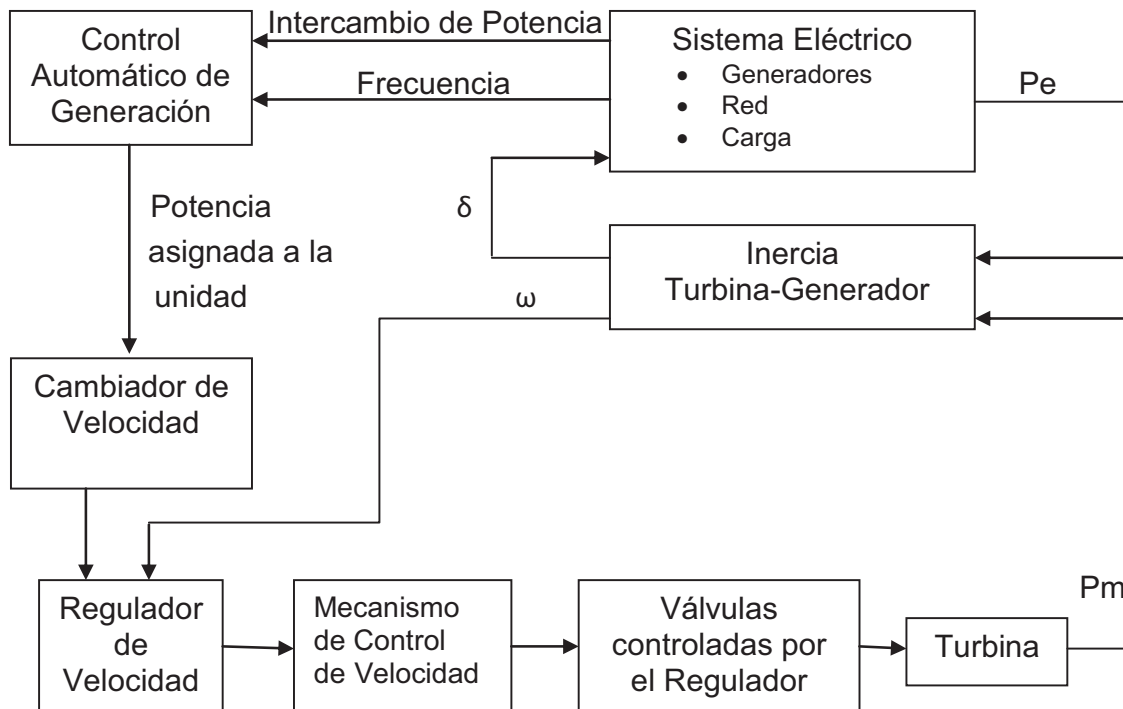 Control
Automático de
Generación
Intercambio de Potencia
Frecuencia
Sistema Eléctrico
• Generadores
• Red
• Carga
Pe
Potencia
asignada a la
unidad
δ
Inercia
Turbina-Generador
ω
Cambiador de
Velocidad
Regulador
de
Velocidad
Mecanismo
de Control
de Velocidad
Válvulas
controladas por
el Regulador
Turbina
Pm